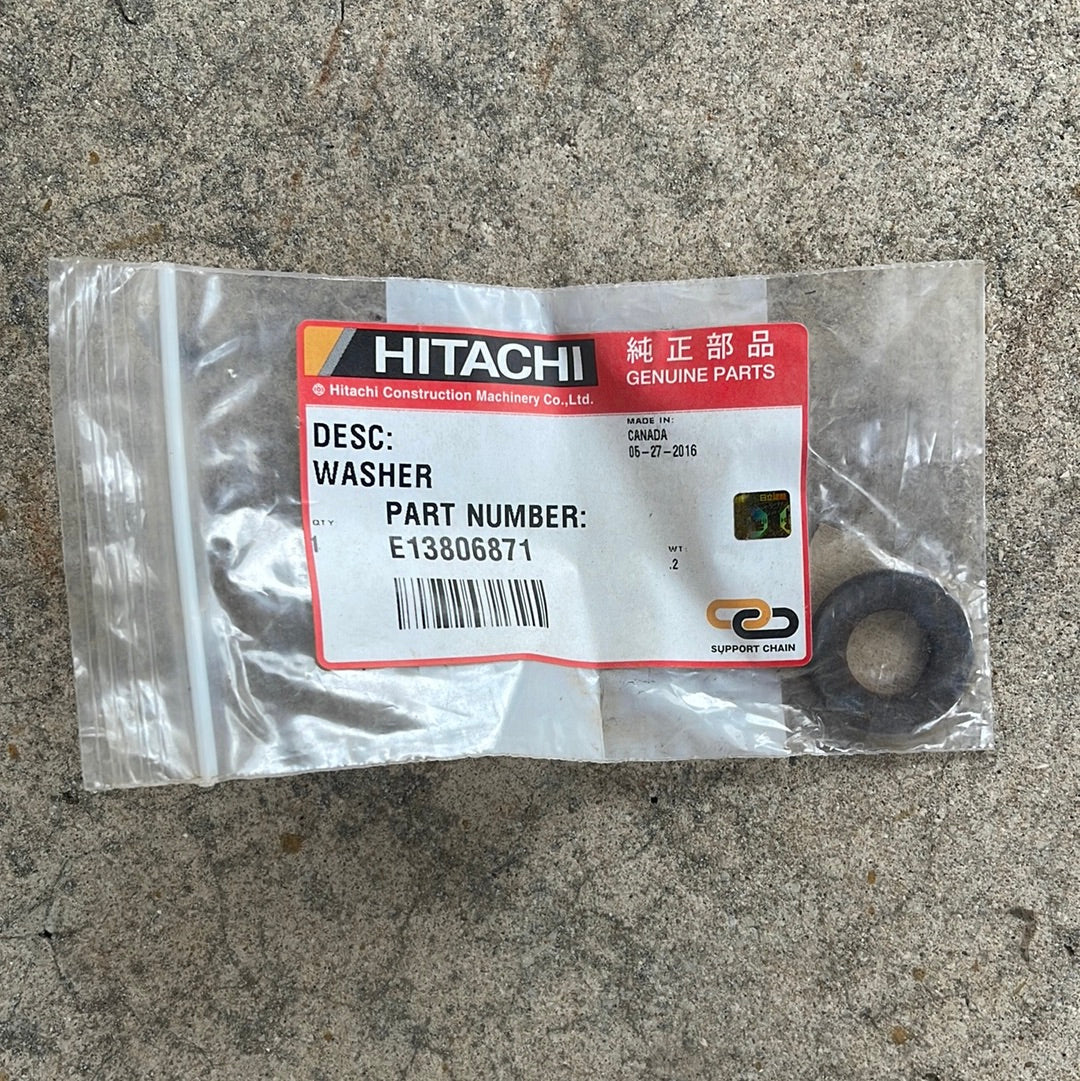 HITACHI
Hitachi Construction Machinery Co.,Ltd.
純正部品
GENUINE PARTS
DESC:
WASHER
MADE IN:
CANADA
05-27-2016
PART NUMBER:
E13806871
QTY
1
WT:
.2
SUPPORT CHAIN